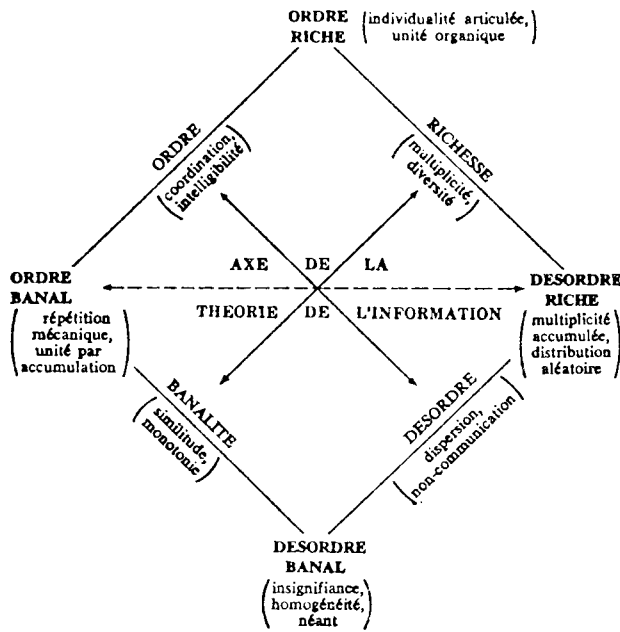 ORDRE
RICHE
(individualité articulée,
unité organique)
ORDRE
(coordination,
intelligibilité)
RICHESSE
(multiplicité,
diversité)
AXE DE LA
ORDRE
BANAL
(répétition
mécanique,
unité par
accumulation)
DESORDRE
RICHE
(multiplicité
accumulée,
distribution
aléatoire)
THEORIE DE L'INFORMATION
BANALITE
(similitude,
monotonie)
DESORDRE
(dispersion,
non-communication)
DESORDRE
BANAL
(insignifiance,
homogénéité,
néant)